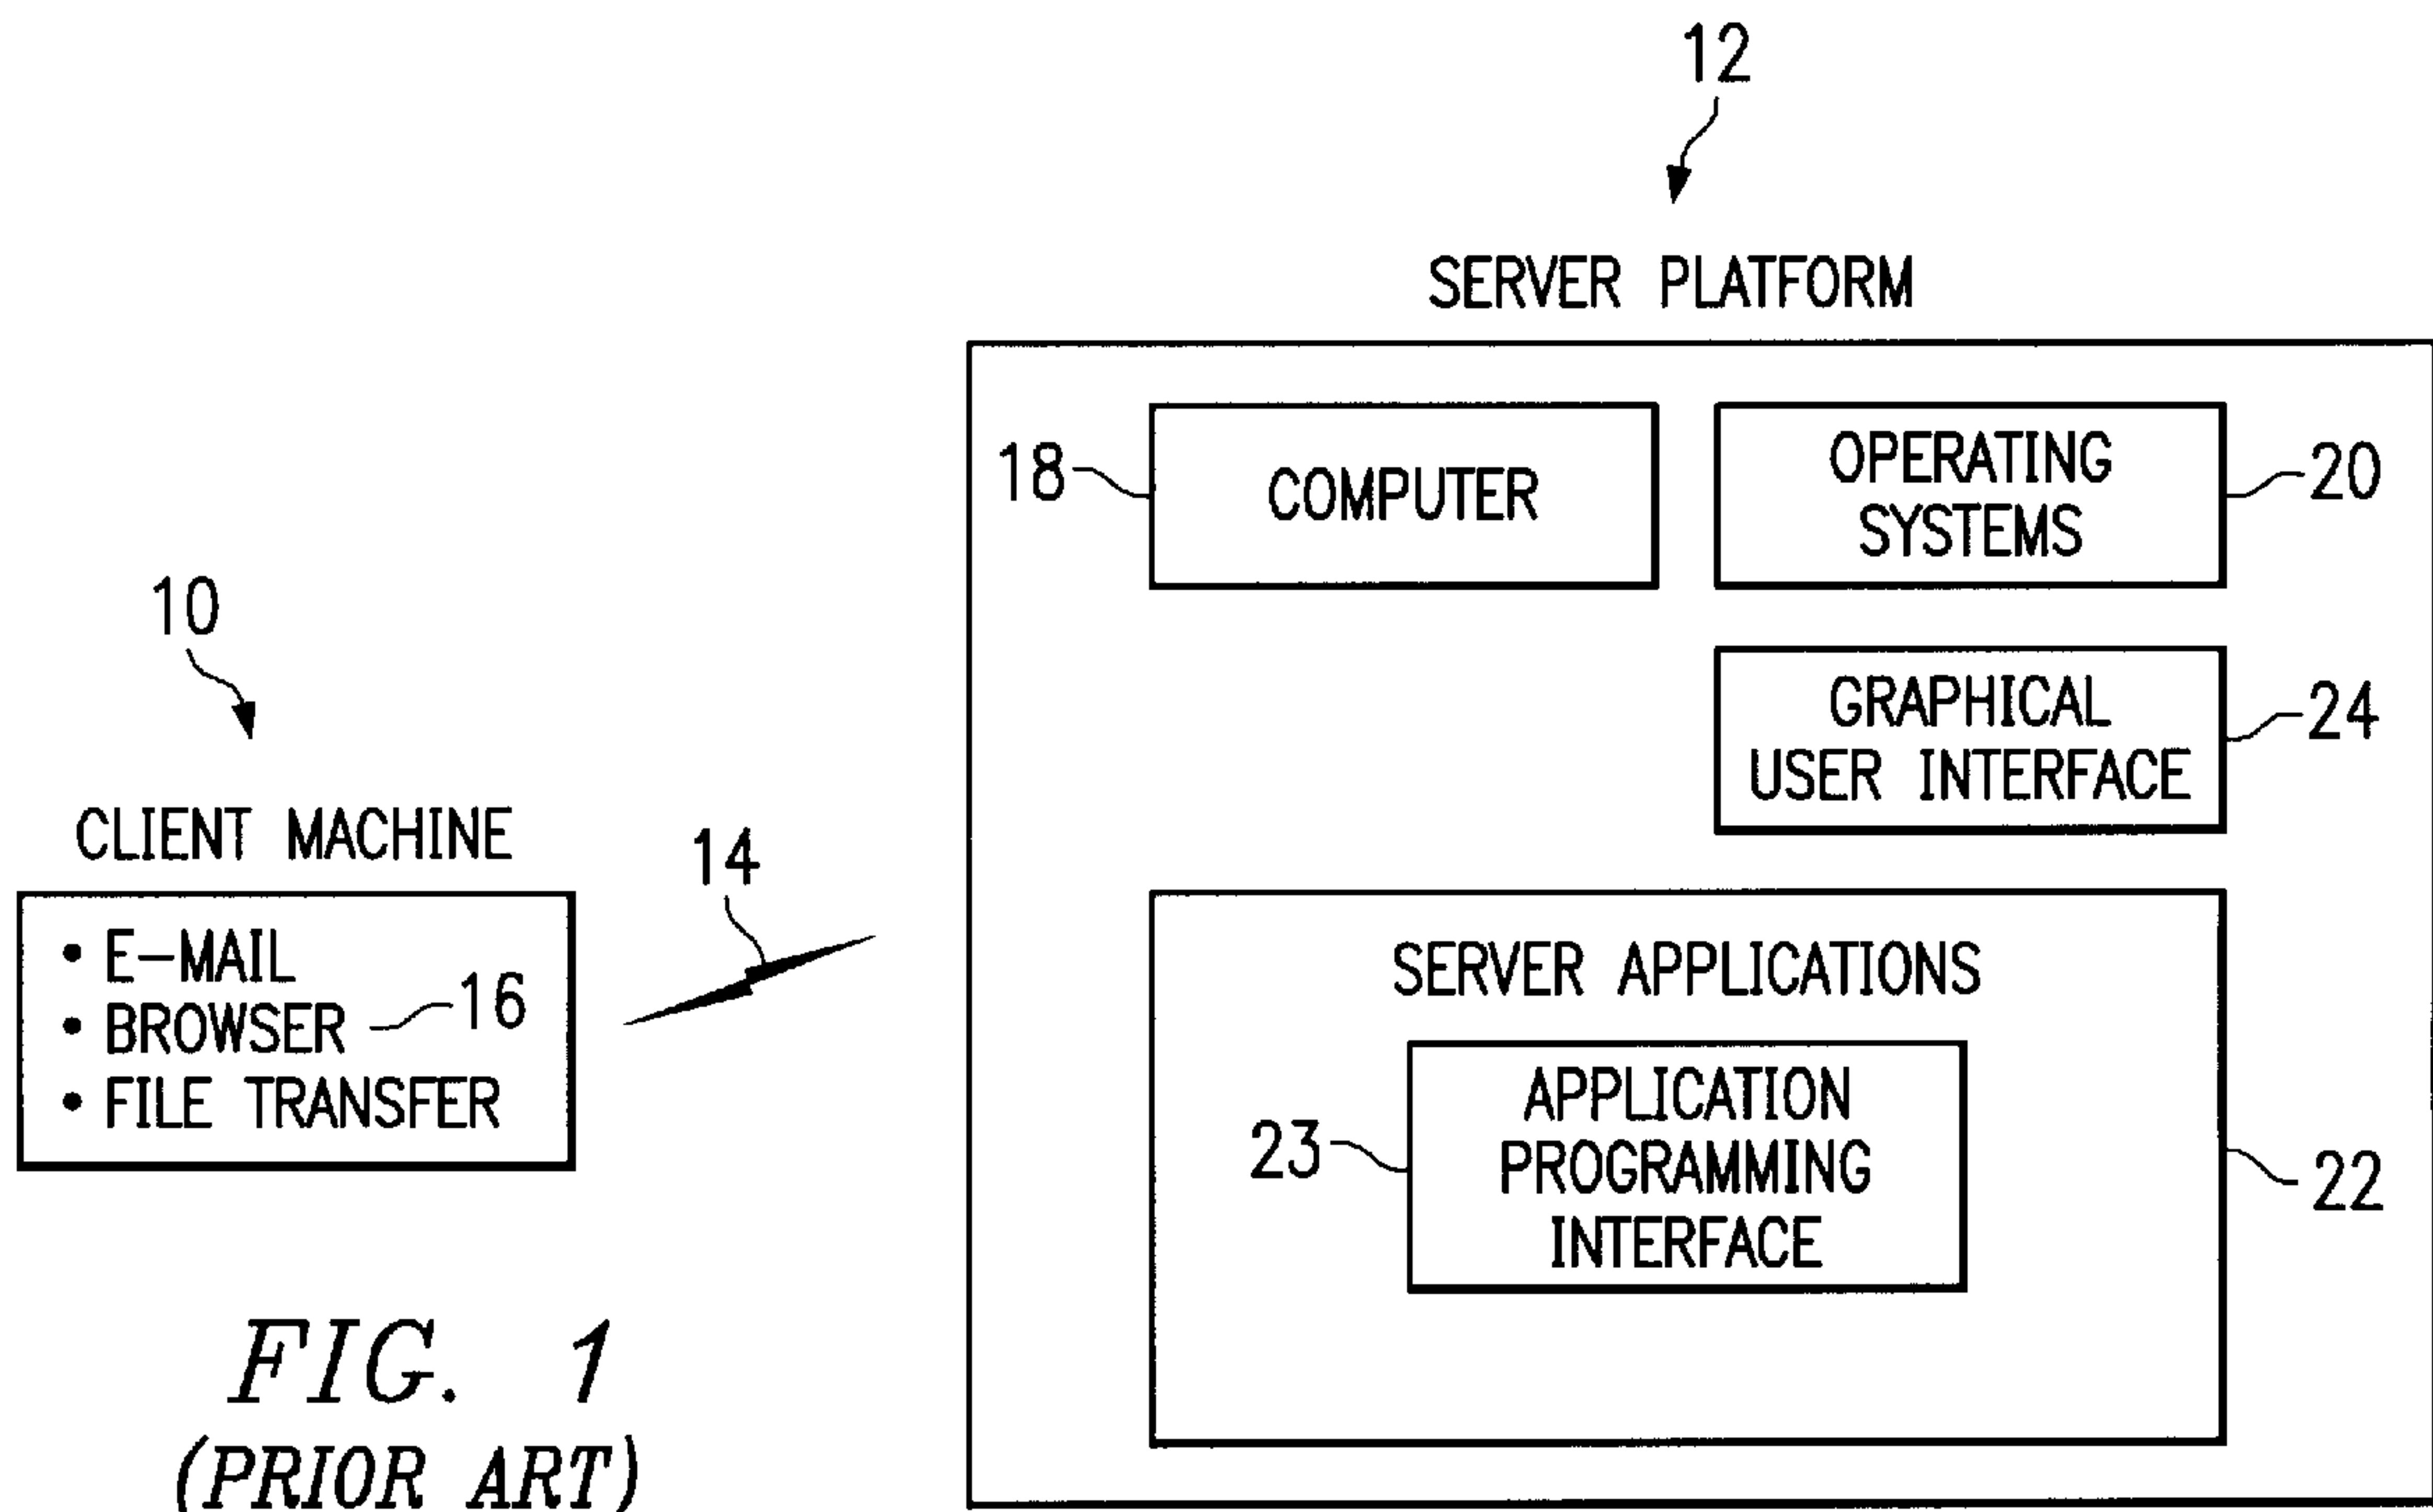 12
SERVER PLATFORM
18
COMPUTER
OPERATING
SYSTEMS
20
GRAPHICAL
USER INTERFACE
24
10
CLIENT MACHINE
• E-MAIL
• BROWSER
16
• FILE TRANSFER
14
SERVER APPLICATIONS
22
23
APPLICATION
PROGRAMMING
INTERFACE
FIG. 1
(PRIOR ART)